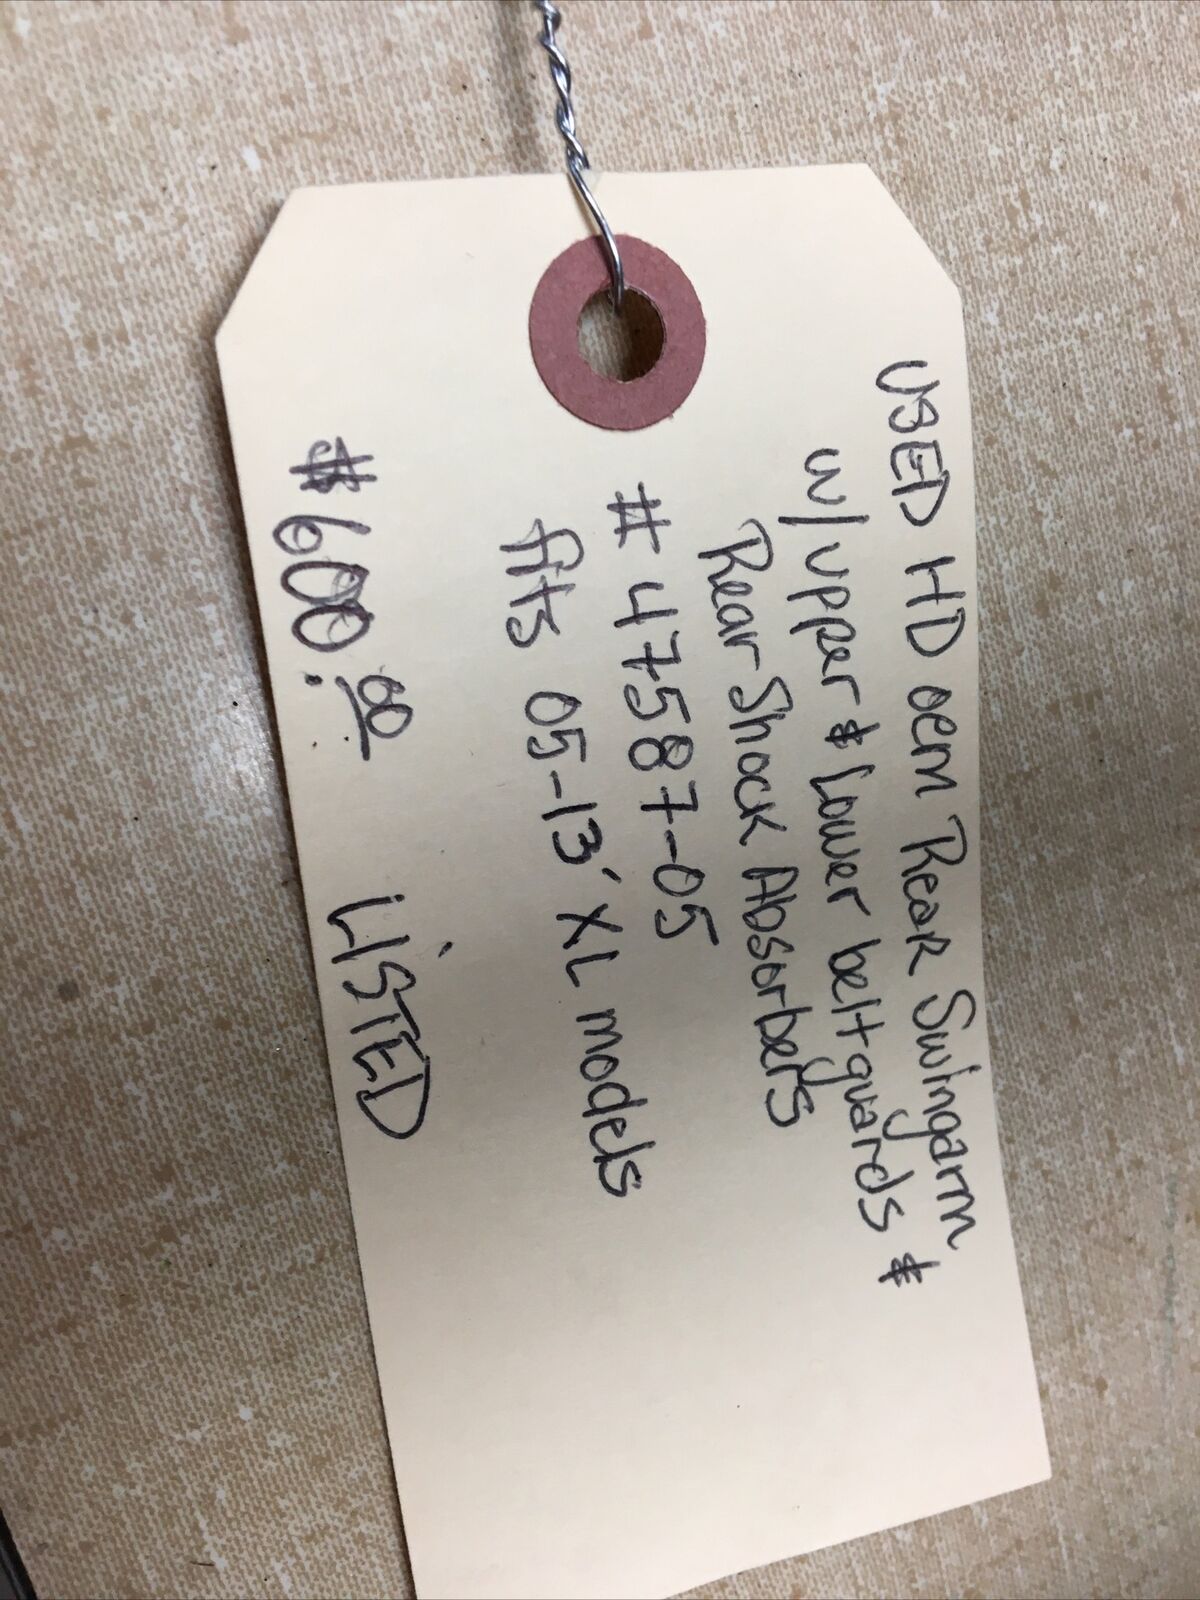 USED HD OEM Rear Swingarm
w/upper & Lower beltguards &
Rear Shock Absorbers
# 47587-05
fits 05-13' XL models
$600.00 LISTED